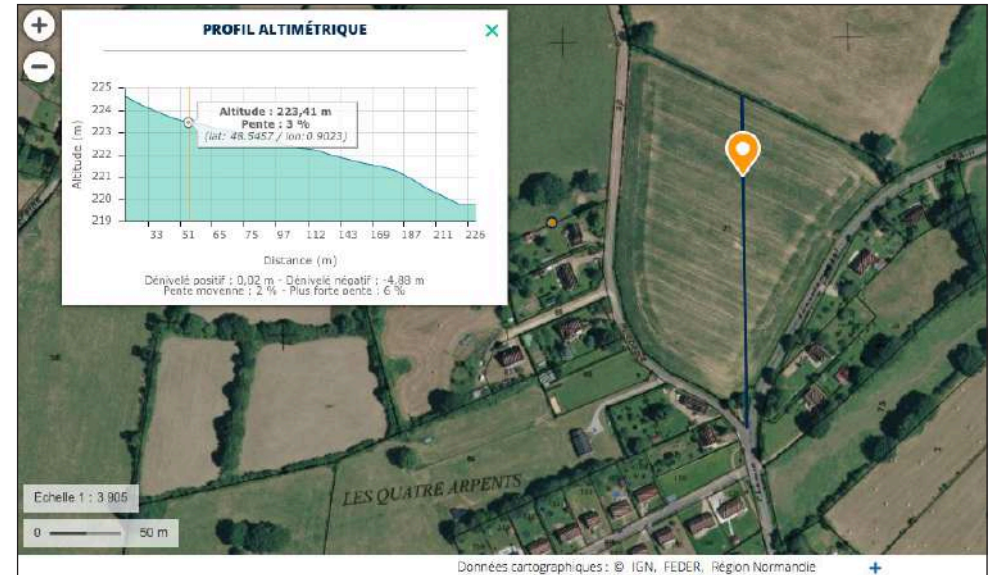 +
−
PROFIL ALTIMÉTRIQUE
×
225
224
223
222
221
220
219
Altitude (m)
Altitude : 223,41 m
Pente : 3 %
(lat: 48.5457 / lon:0.9023)
33 51 65 75 97 112 143 169 187 211 226
Distance (m)
Dénivelé positif : 0,02 m - Dénivelé négatif : -4,88 m
Pente moyenne : 2 % - Plus forte pente : 6 %
LES QUATRE ARPENTS
Echelle 1 : 3 905
0 50 m
Données cartographiques : © IGN, FEDER, Région Normandie +